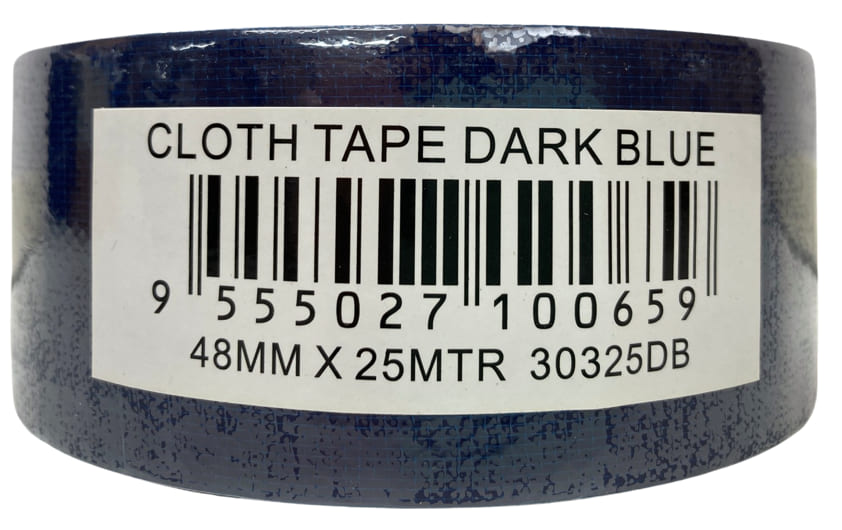 CLOTH TAPE DARK BLUE
9 555027 100659
48MM X 25MTR 30325DB